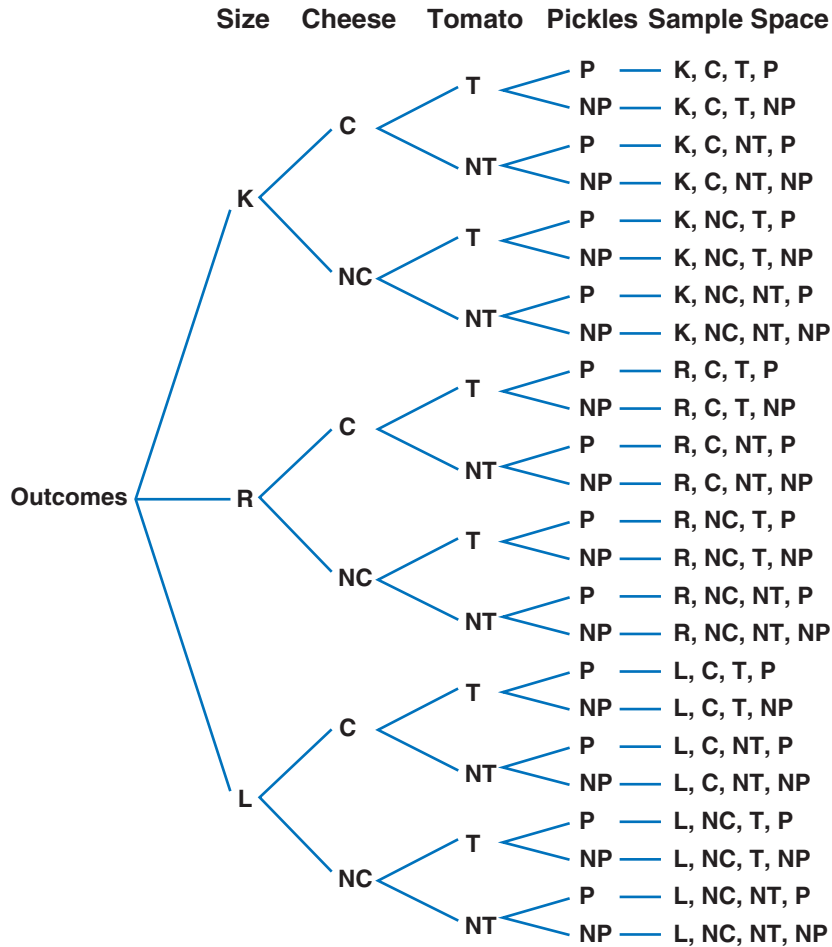 Size Cheese Tomato Pickles Sample Space
P K, C, T, P
T
NP K, C, T, NP
C
P K, C, NT, P
NT
NP K, C, NT, NP
K
P K, NC, T, P
T
NP K, NC, T, NP
NC
P K, NC, NT, P
NT
NP K, NC, NT, NP
P R, C, T, P
T
NP R, C, T, NP
C
P R, C, NT, P
NT
NP R, C, NT, NP
Outcomes R
P R, NC, T, P
T
NP R, NC, T, NP
NC
P R, NC, NT, P
NT
NP R, NC, NT, NP
P L, C, T, P
T
NP L, C, T, NP
C
P L, C, NT, P
NT
NP L, C, NT, NP
L
P L, NC, T, P
T
NP L, NC, T, NP
NC
P L, NC, NT, P
NT
NP L, NC, NT, NP